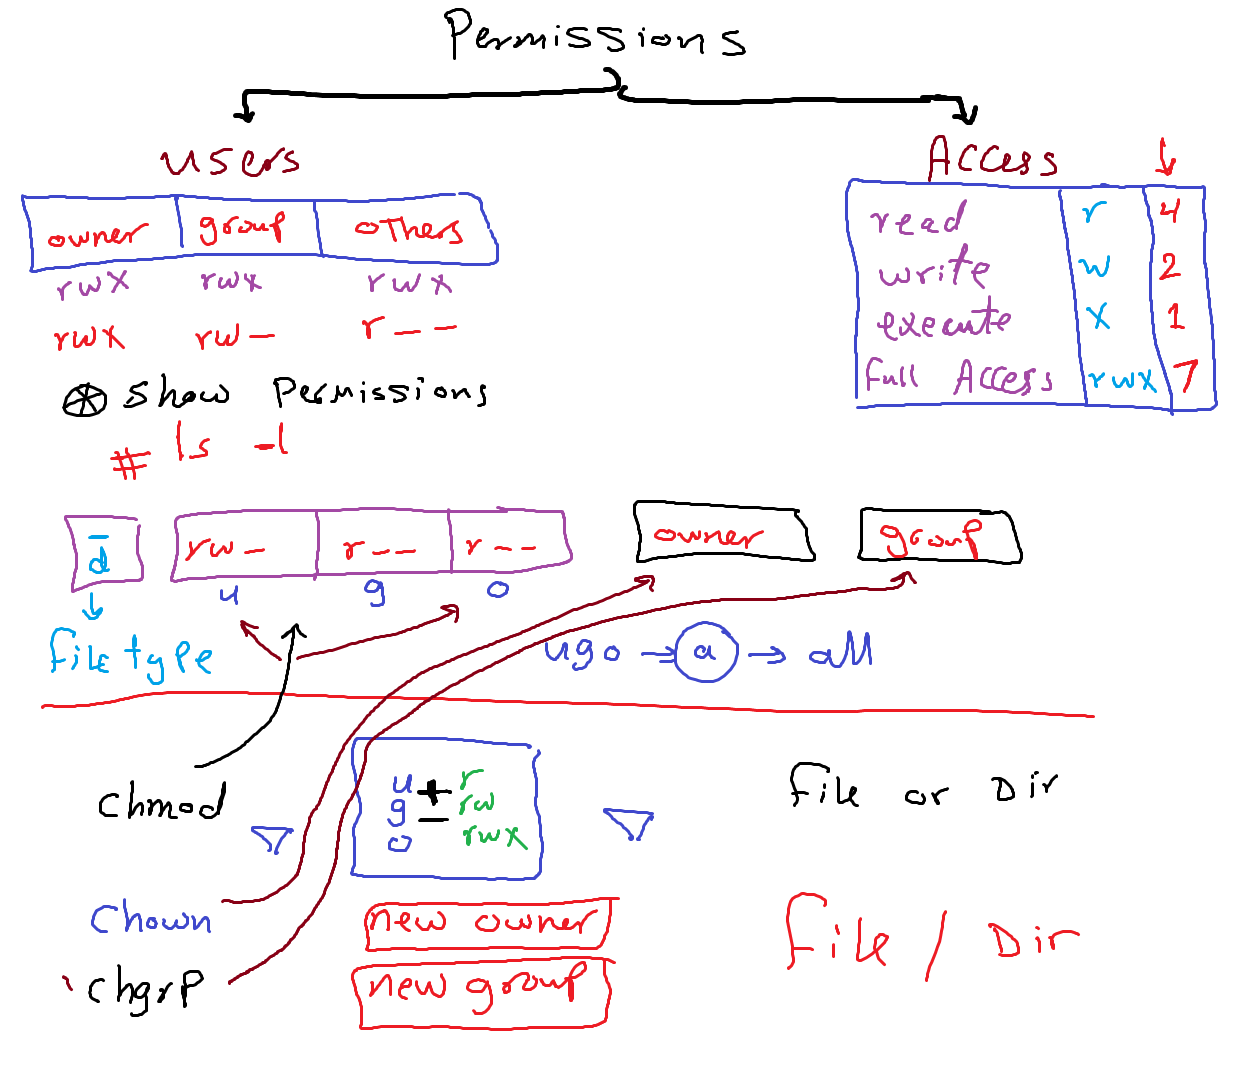 Permissions
users
Access
owner group others
rwx rwx rwx
rwx rw- r--
read r 4
write w 2
execute x 1
full Access rwx 7
show Permissions
# ls -l
- d rw- r-- r-- owner group
u g o
file type
ugo → a → all
chmod
u + r
g - rw
o rwx
file or Dir
chown new owner
file / Dir
chgrp new group